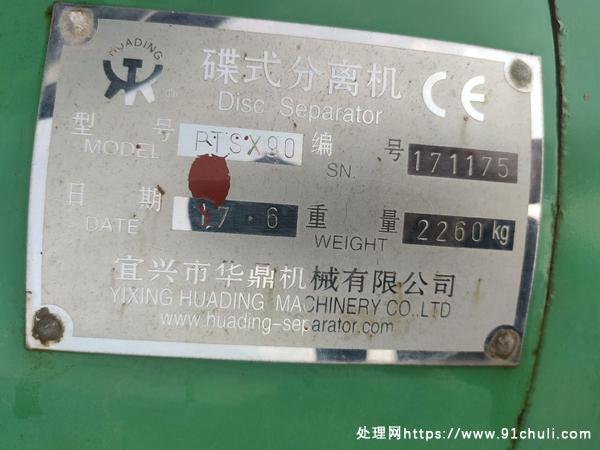 HUADING
碟式分离机
Disc Separator
CE
型号 PTSX90 编号 171175
MODEL SN.
日期 17.6 重量 2260kg
DATE WEIGHT
宜兴市华鼎机械有限公司
YIXING HUADING MACHINERY CO.,LTD
www.huading-separator.com
处理网https://www.91chuli.com